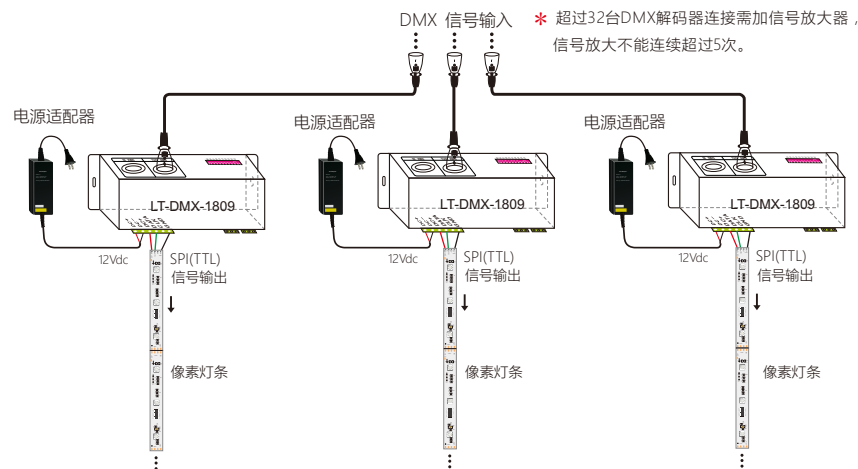 DMX 信号输入
* 超过32台DMX解码器连接需加信号放大器，
信号放大不能连续超过5次。
电源适配器
电源适配器
电源适配器
LT-DMX-1809
LT-DMX-1809
LT-DMX-1809
12Vdc
SPI(TTL)
信号输出
12Vdc
SPI(TTL)
信号输出
12Vdc
SPI(TTL)
信号输出
像素灯条
像素灯条
像素灯条